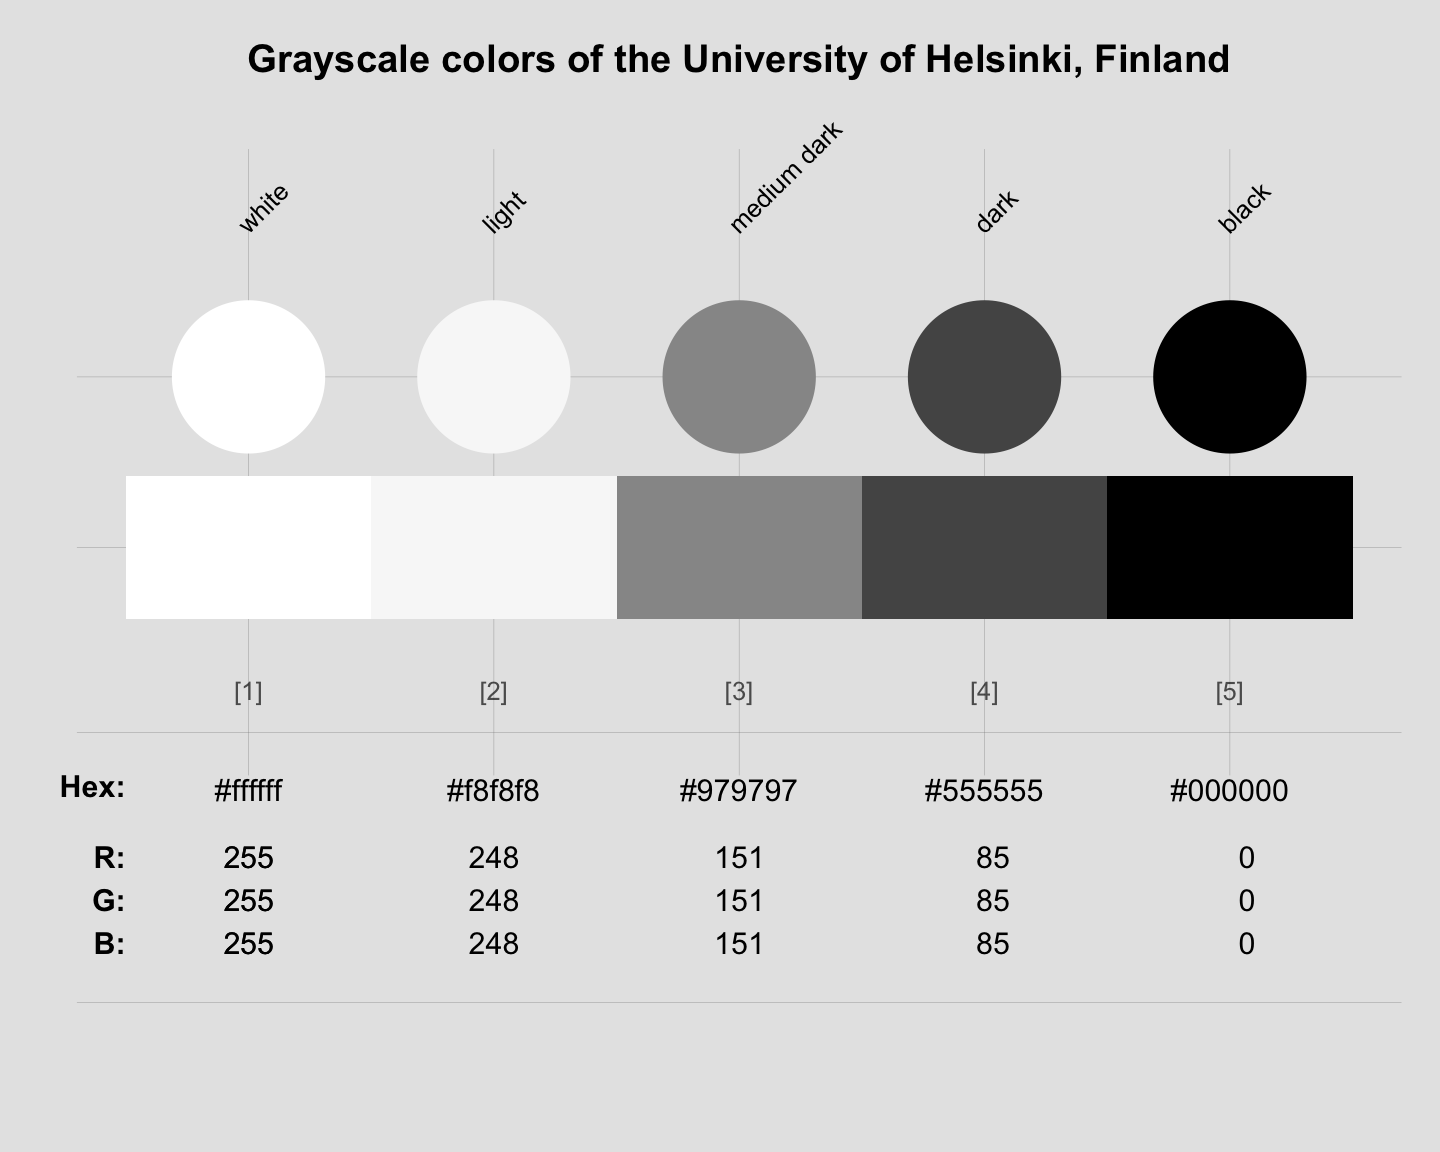 Grayscale colors of the University of Helsinki, Finland
white light medium dark dark black
[1] [2] [3] [4] [5]
Hex: #ffffff #f8f8f8 #979797 #555555 #000000
R: 255 248 151 85 0
G: 255 248 151 85 0
B: 255 248 151 85 0